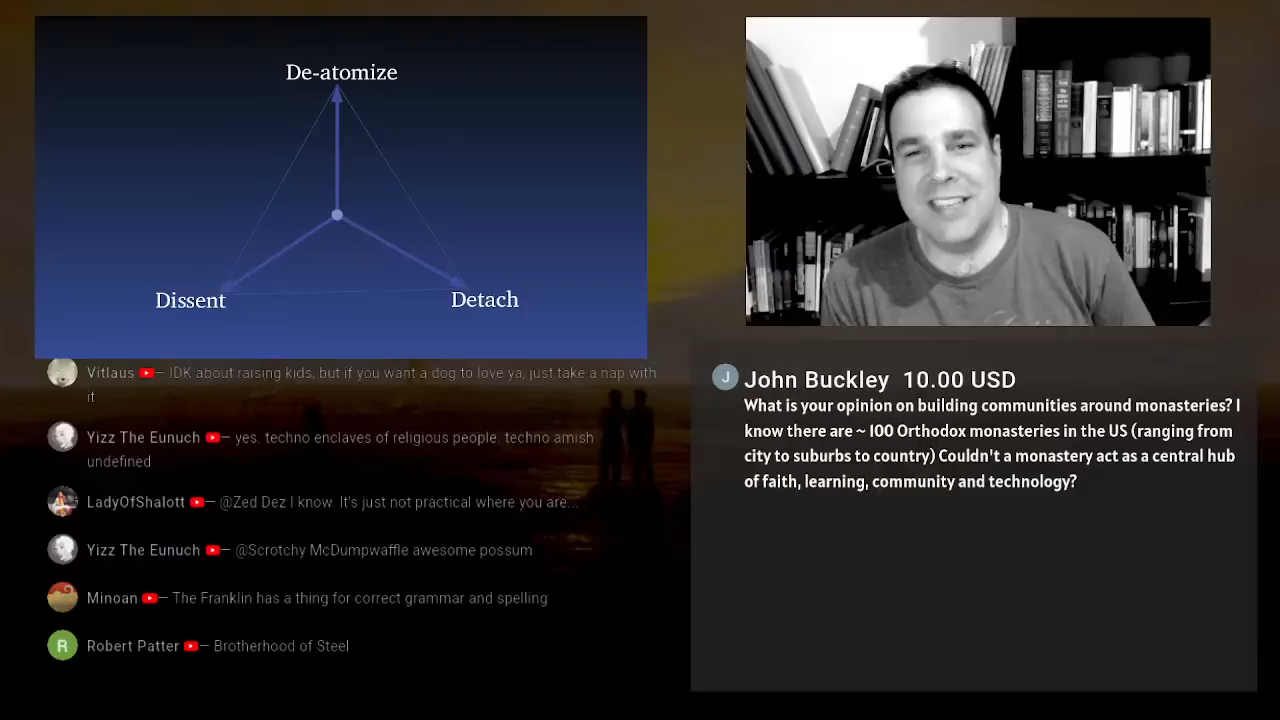 De-atomize
Dissent
Detach
Vitlaus — IDK about raising kids, but if you want a dog to love ya, just take a nap with
it
Yizz The Eunuch — yes. techno enclaves of religious people. techno amish
undefined
LadyOfShalott — @Zed Dez I know. It's just not practical where you are...
Yizz The Eunuch — @Scrotchy McDumpwaffle awesome possum
Minoan — The Franklin has a thing for correct grammar and spelling
R
Robert Patter — Brotherhood of Steel
J
John Buckley 10.00 USD
What is your opinion on building communities around monasteries? I
know there are ~ 100 Orthodox monasteries in the US (ranging from
city to suburbs to country) Couldn't a monastery act as a central hub
of faith, learning, community and technology?